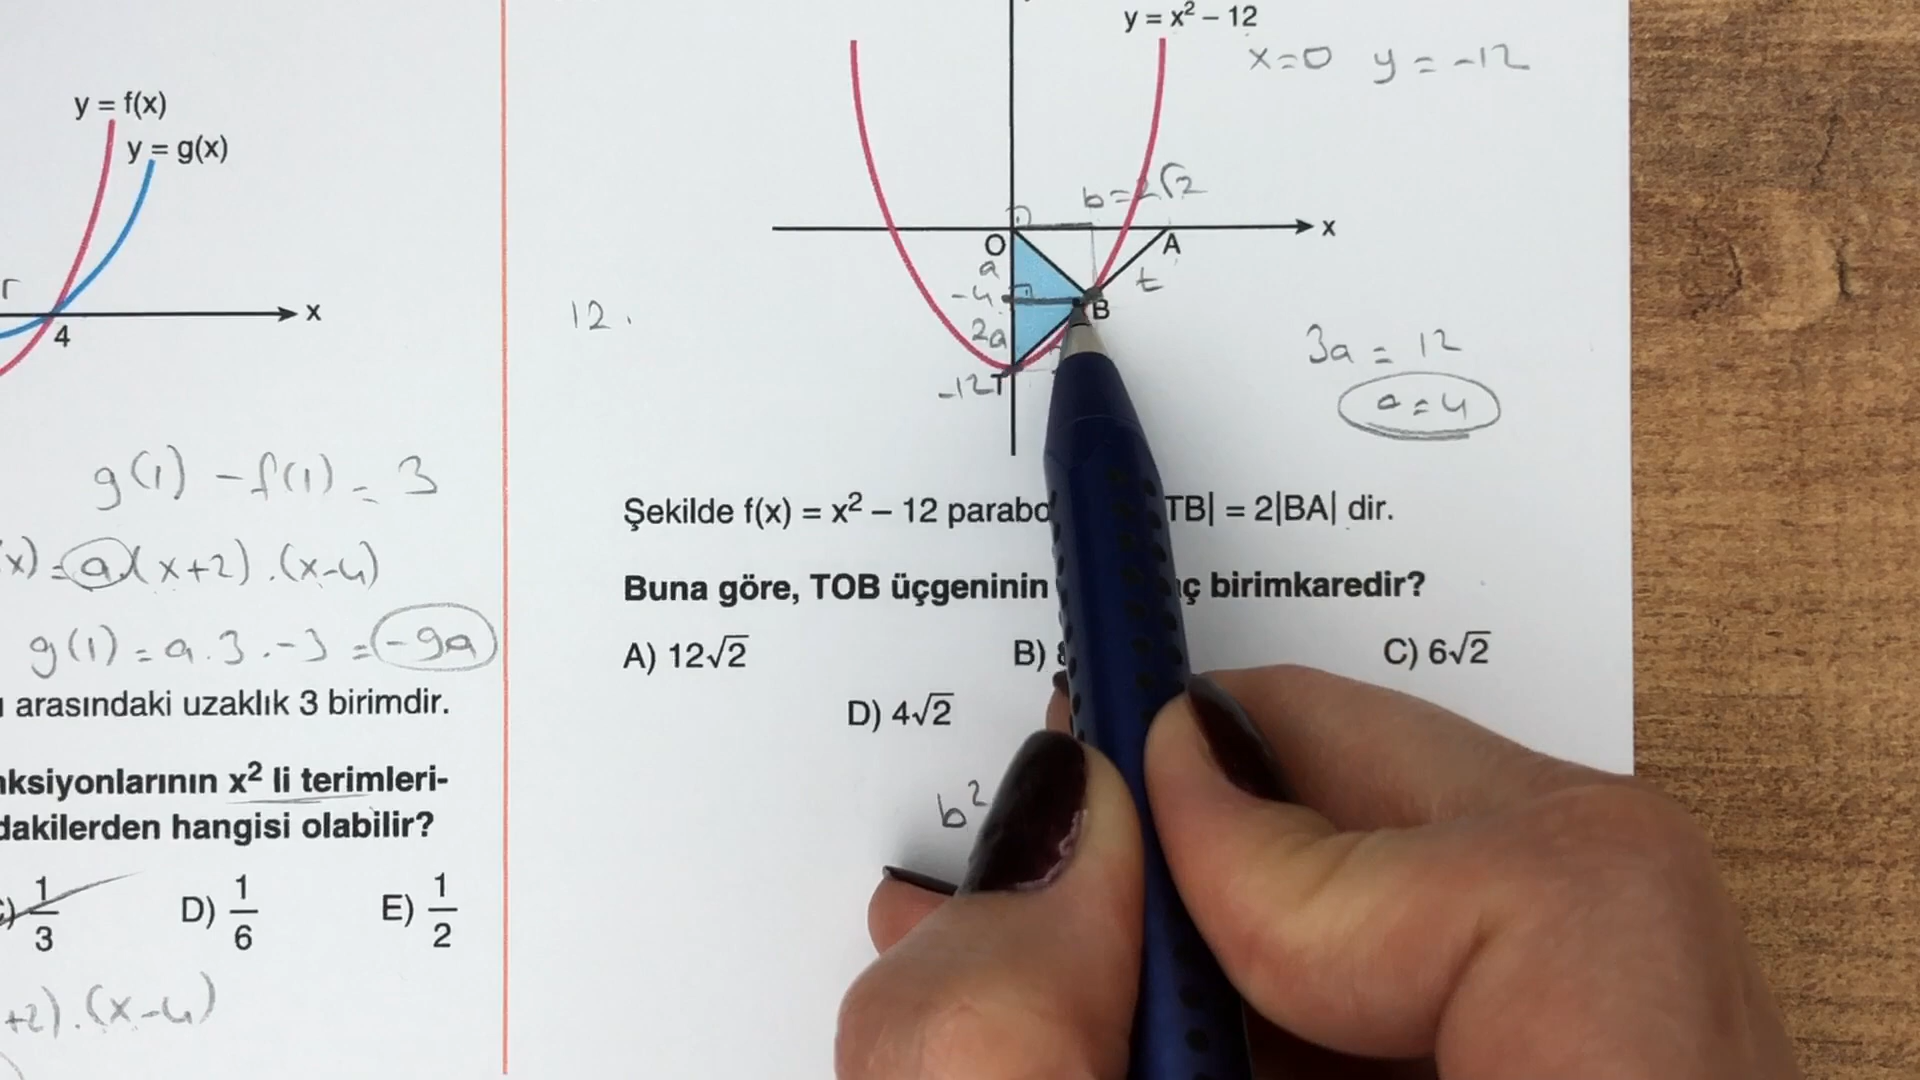 y = f(x)
y = g(x)
4
x
g(1) - f(1) = 3
x) = a(x+2).(x-4)
g(1) = a.3.-3 = -9a
arasındaki uzaklık 3 birimdir.
x² li terimleri-
hangisi olabilir?
1/3
D) 1/6
E) 1/2
+2).(x-4)
y = x² – 12
x=0 y = -12
b=2√2
O
A
x
a
-4
B
t
2a
-12
T
12.
3a = 12
a=4
Şekilde f(x) = x² – 12 TB| = 2|BA| dir.
Buna göre, TOB üçgeninin birimkaredir?
A) 12√2
B)
C) 6√2
D) 4√2
b²